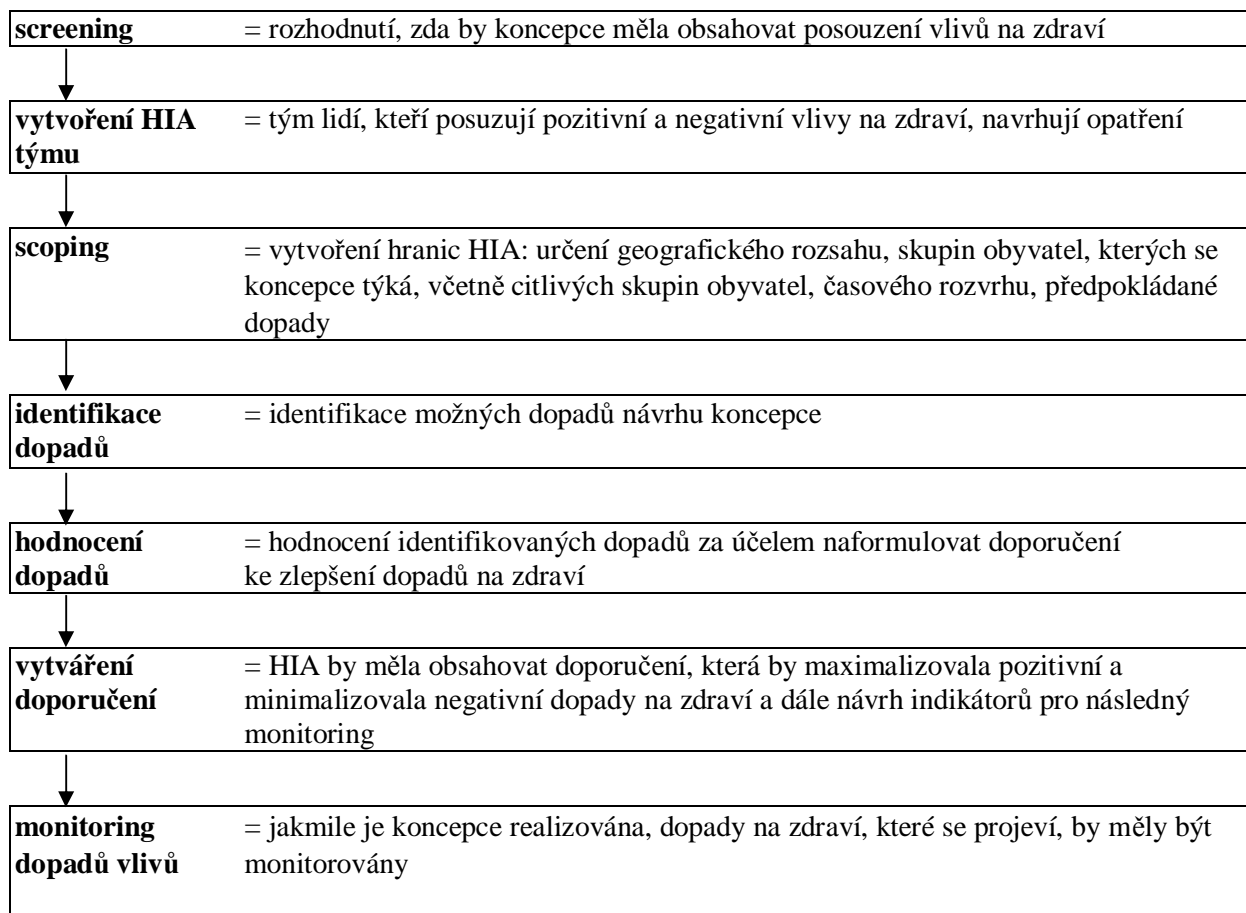 screening = rozhodnutí, zda by koncepce měla obsahovat posouzení vlivů na zdraví
vytvoření HIA = tým lidí, kteří posuzují pozitivní a negativní vlivy na zdraví, navrhují opatření
týmu
scoping = vytvoření hranic HIA: určení geografického rozsahu, skupin obyvatel, kterých se
koncepce týká, včetně citlivých skupin obyvatel, časového rozvrhu, předpokládané
dopady
identifikace = identifikace možných dopadů návrhu koncepce
dopadů
hodnocení = hodnocení identifikovaných dopadů za účelem naformulovat doporučení
dopadů ke zlepšení dopadů na zdraví
vytváření = HIA by měla obsahovat doporučení, která by maximalizovala pozitivní a
doporučení minimalizovala negativní dopady na zdraví a dále návrh indikátorů pro následný
monitoring
monitoring = jakmile je koncepce realizována, dopady na zdraví, které se projeví, by měly být
dopadů vlivů monitorovány